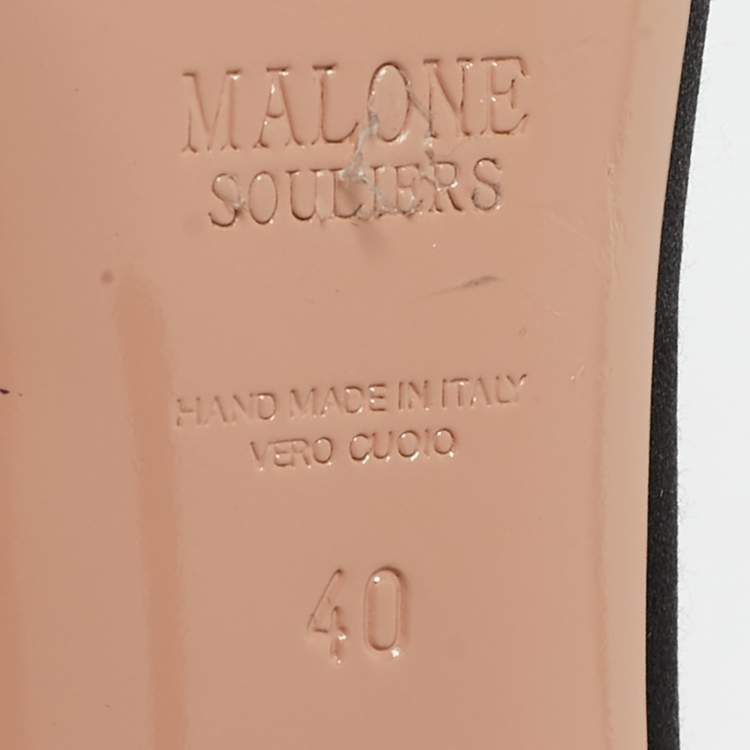 MALONE
SOULIERS
HAND MADE IN ITALY
VERO CUOIO
40